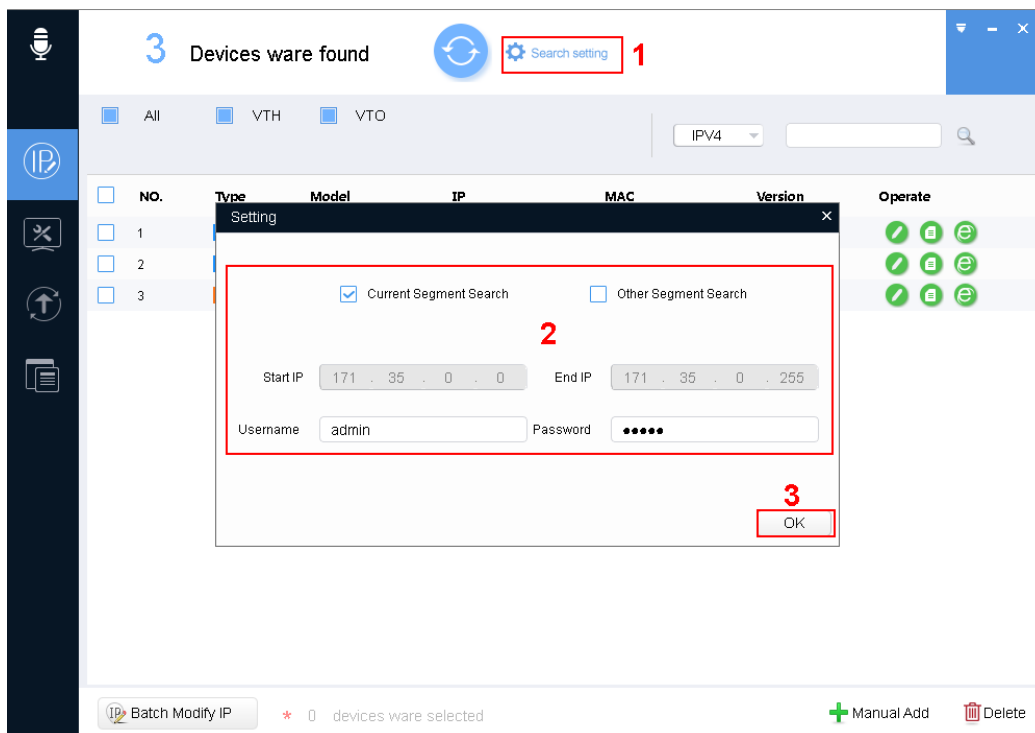 3 Devices ware found Search setting 1
All VTH VTO
IPV4
NO. Type Model IP MAC Version Operate
Setting
1
2
3
Current Segment Search Other Segment Search
2
Start IP 171 . 35 . 0 . 0 End IP 171 . 35 . 0 . 255
Username admin Password •••••
3
OK
Batch Modify IP * 0 devices ware selected Manual Add Delete